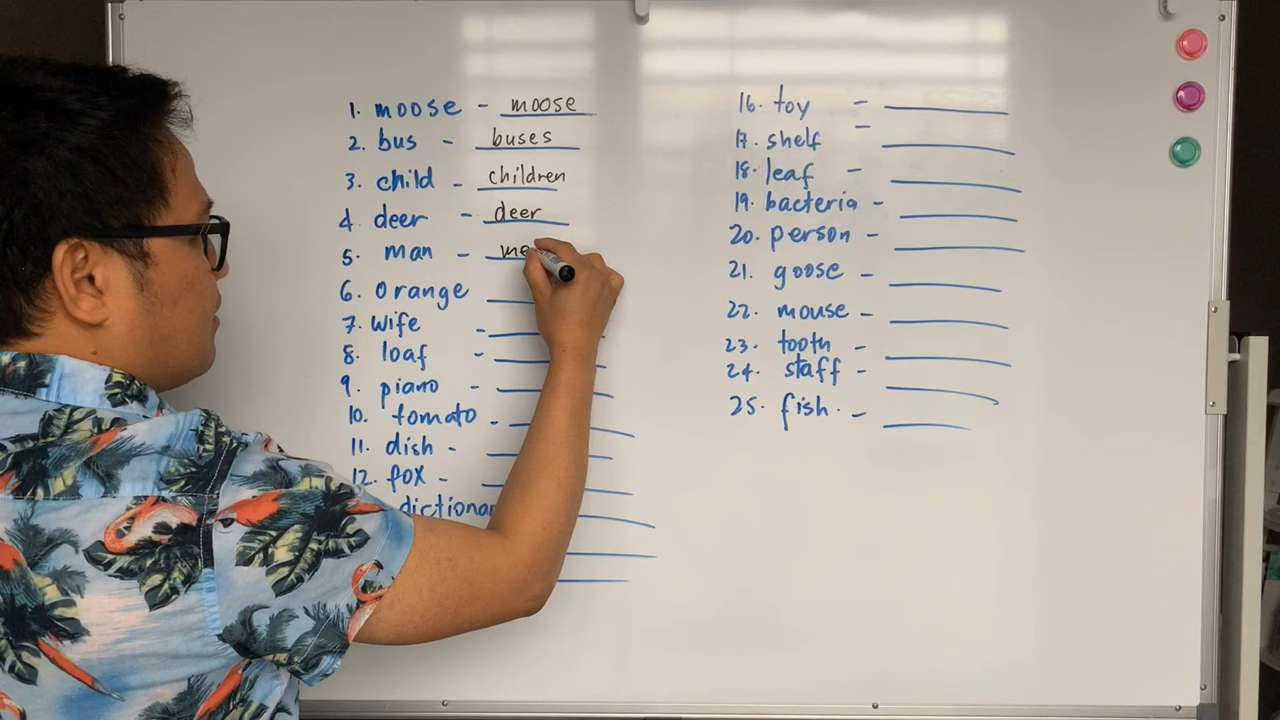 1. moose - moose
2. bus - buses
3. child - children
4. deer - deer
5. man - me
6. orange
7. wife -
8. loaf -
9. piano -
10. tomato -
11. dish -
12. fox -
dictionar
16. toy -
17. shelf -
18. leaf -
19. bacteria -
20. person -
21. goose -
22. mouse -
23. tooth -
24. staff -
25. fish. -